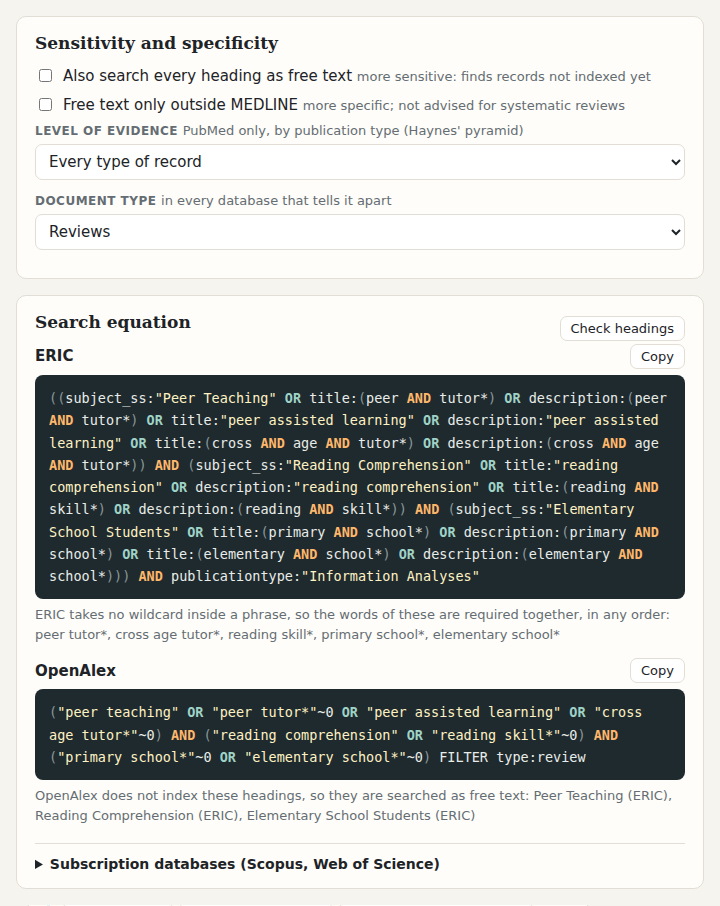 Sensitivity and specificity
Also search every heading as free text more sensitive: finds records not indexed yet
Free text only outside MEDLINE more specific; not advised for systematic reviews
LEVEL OF EVIDENCE PubMed only, by publication type (Haynes' pyramid)
Every type of record
DOCUMENT TYPE in every database that tells it apart
Reviews
Search equation
Check headings
ERIC
Copy
((subject_ss:"Peer Teaching" OR title:(peer AND tutor*) OR description:(peer
AND tutor*) OR title:"peer assisted learning" OR description:"peer assisted
learning" OR title:(cross AND age AND tutor*) OR description:(cross AND age
AND tutor*)) AND (subject_ss:"Reading Comprehension" OR title:"reading
comprehension" OR description:"reading comprehension" OR title:(reading AND
skill*) OR description:(reading AND skill*)) AND (subject_ss:"Elementary
School Students" OR title:(primary AND school*) OR description:(primary AND
school*) OR title:(elementary AND school*) OR description:(elementary AND
school*))) AND publicationtype:"Information Analyses"
ERIC takes no wildcard inside a phrase, so the words of these are required together, in any order:
peer tutor*, cross age tutor*, reading skill*, primary school*, elementary school*
OpenAlex
Copy
("peer teaching" OR "peer tutor*"~0 OR "peer assisted learning" OR "cross
age tutor*"~0) AND ("reading comprehension" OR "reading skill*"~0) AND
("primary school*"~0 OR "elementary school*"~0) FILTER type:review
OpenAlex does not index these headings, so they are searched as free text: Peer Teaching (ERIC),
Reading Comprehension (ERIC), Elementary School Students (ERIC)
Subscription databases (Scopus, Web of Science)